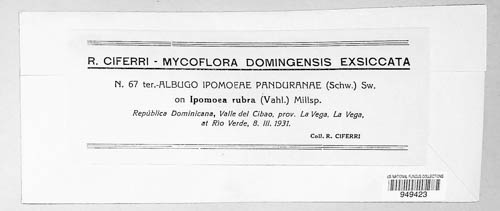 R. CIFERRI - MYCOFLORA DOMINGENSIS EXSICCATA
N. 67 ter.-ALBUGO IPOMOEAE PANDURANAE (Schw.) Sw.
on Ipomoea rubra (Vahl.) Millsp.
República Dominicana, Valle del Cibao, prov. La Vega, La Vega,
at Rio Verde, 8. III. 1931.
Coll. R. CIFERRI
US NATIONAL FUNGUS COLLECTIONS
949423